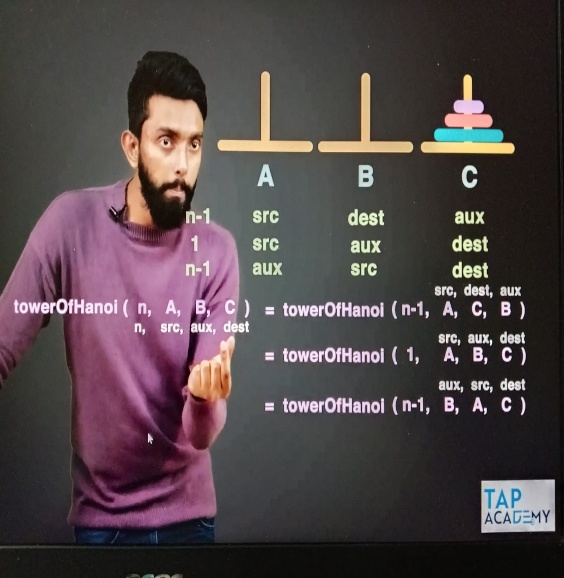 A B C
n-1 src dest aux
1 src aux dest
n-1 aux src dest
src, dest, aux
towerOfHanoi ( n, A, B, C ) = towerOfHanoi ( n-1, A, C, B )
n, src, aux, dest
src, aux, dest
= towerOfHanoi ( 1, A, B, C )
aux, src, dest
= towerOfHanoi ( n-1, B, A, C )
TAP
ACADEMY